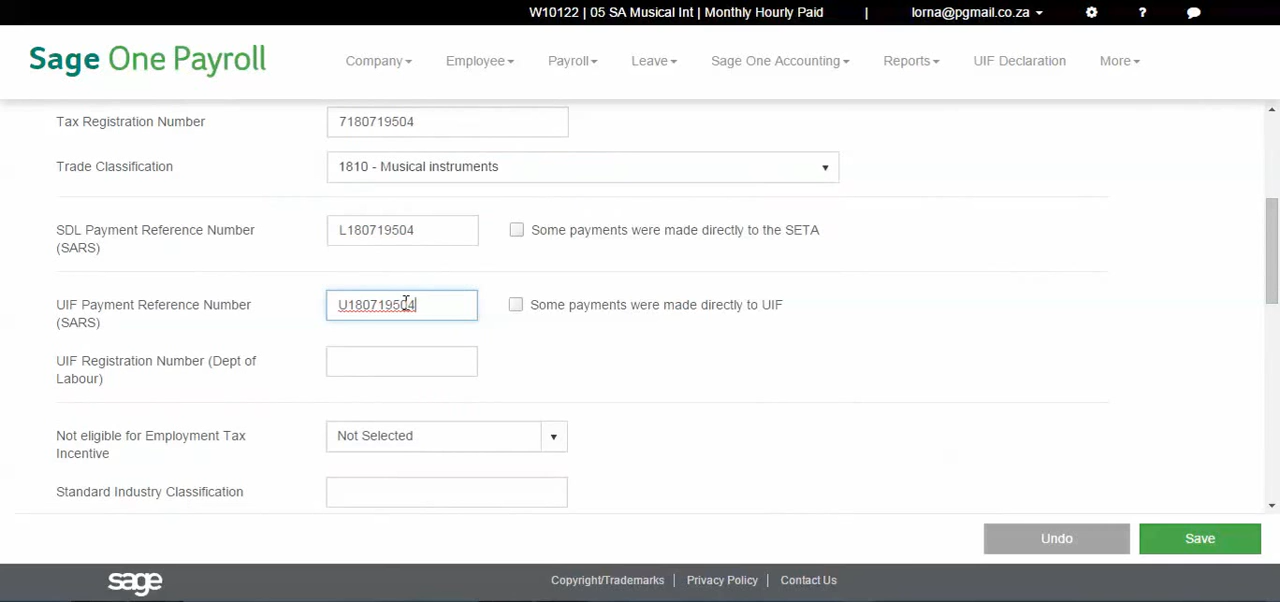 W10122 | 05 SA Musical Int | Monthly Hourly Paid | lorna@pgmail.co.za ?
Sage One Payroll Company Employee Payroll Leave Sage One Accounting Reports UIF Declaration More
Tax Registration Number 7180719504
Trade Classification 1810 - Musical instruments
SDL Payment Reference Number (SARS) L180719504 Some payments were made directly to the SETA
UIF Payment Reference Number (SARS) U180719504 Some payments were made directly to UIF
UIF Registration Number (Dept of Labour)
Not eligible for Employment Tax Incentive Not Selected
Standard Industry Classification
Undo Save
sage Copyright/Trademarks | Privacy Policy | Contact Us